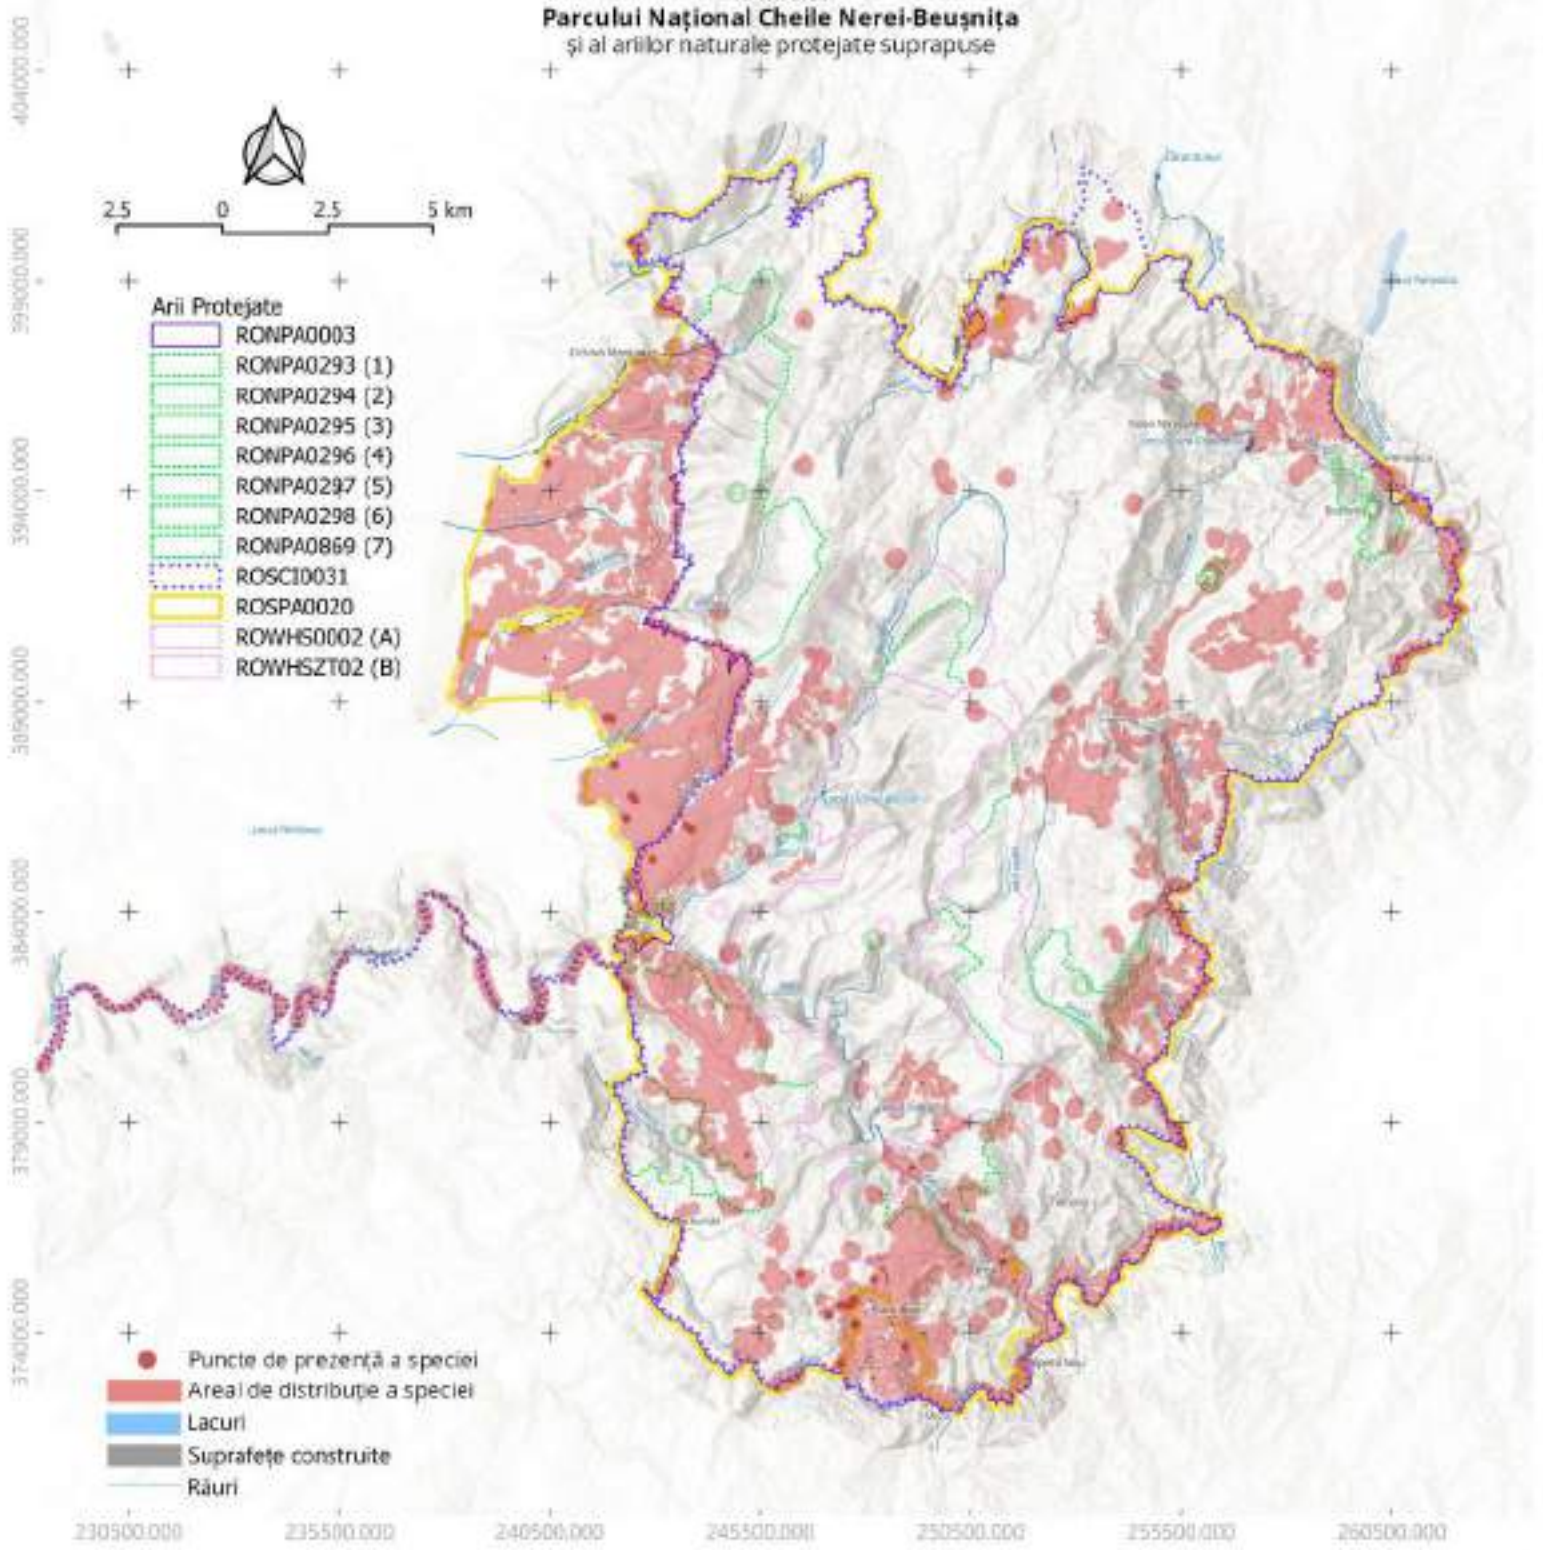 Parcului Național Cheile Nerei-Beușnița
și al ariilor naturale protejate suprapuse
404000.000
2.5 0 2.5 5 km
399000.000
Arii Protejate
RONPA0003
RONPA0293 (1)
RONPA0294 (2)
RONPA0295 (3)
RONPA0296 (4)
RONPA0297 (5)
RONPA0298 (6)
RONPA0869 (7)
ROSCI0031
ROSPA0020
ROWHS0002 (A)
ROWHSZT02 (B)
394000.000
389000.000
384000.000
379000.000
374000.000
Puncte de prezență a speciei
Areal de distribuție a speciei
Lacuri
Suprafețe construite
Râuri
230500.000 235500.000 240500.000 245500.000 250500.000 255500.000 260500.000